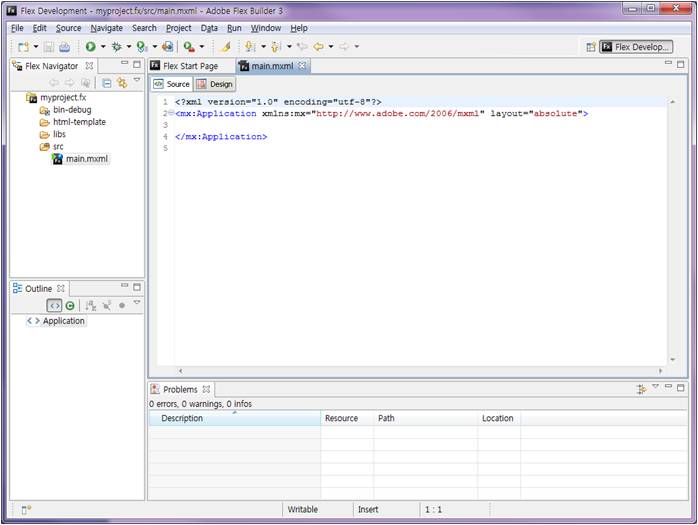 Flex Development - myproject.fx/src/main.mxml - Adobe Flex Builder 3
File Edit Source Navigate Search Project Data Run Window Help
Flex Develop...
Flex Navigator
myproject.fx
bin-debug
html-template
libs
src
main.mxml
Flex Start Page main.mxml
Source Design
1 <?xml version="1.0" encoding="utf-8"?>
2 <mx:Application xmlns:mx="http://www.adobe.com/2006/mxml" layout="absolute">
3
4 </mx:Application>
5
Outline
< > Application
Problems
0 errors, 0 warnings, 0 infos
Description Resource Path Location
Writable Insert 1 : 1